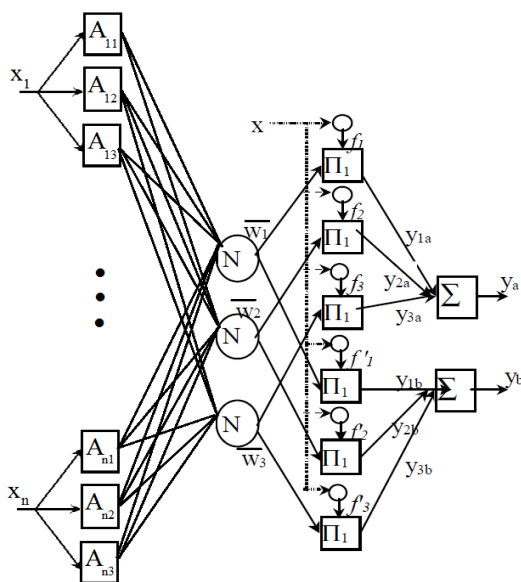 x1
A11
A12
A13
xn
An1
An2
An3
N
N
N
w1
w2
w3
x
f1
Π1
f2
Π1
f3
Π1
f'1
Π1
f'2
Π1
f'3
Π1
y1a
y2a
y3a
y1b
y2b
y3b
Σ
ya
Σ
yb